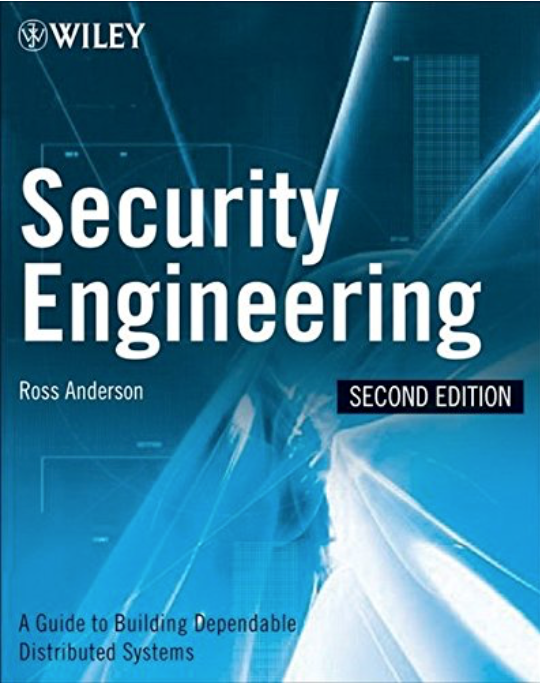 WILEY
Security
Engineering
Ross Anderson
SECOND EDITION
A Guide to Building Dependable
Distributed Systems